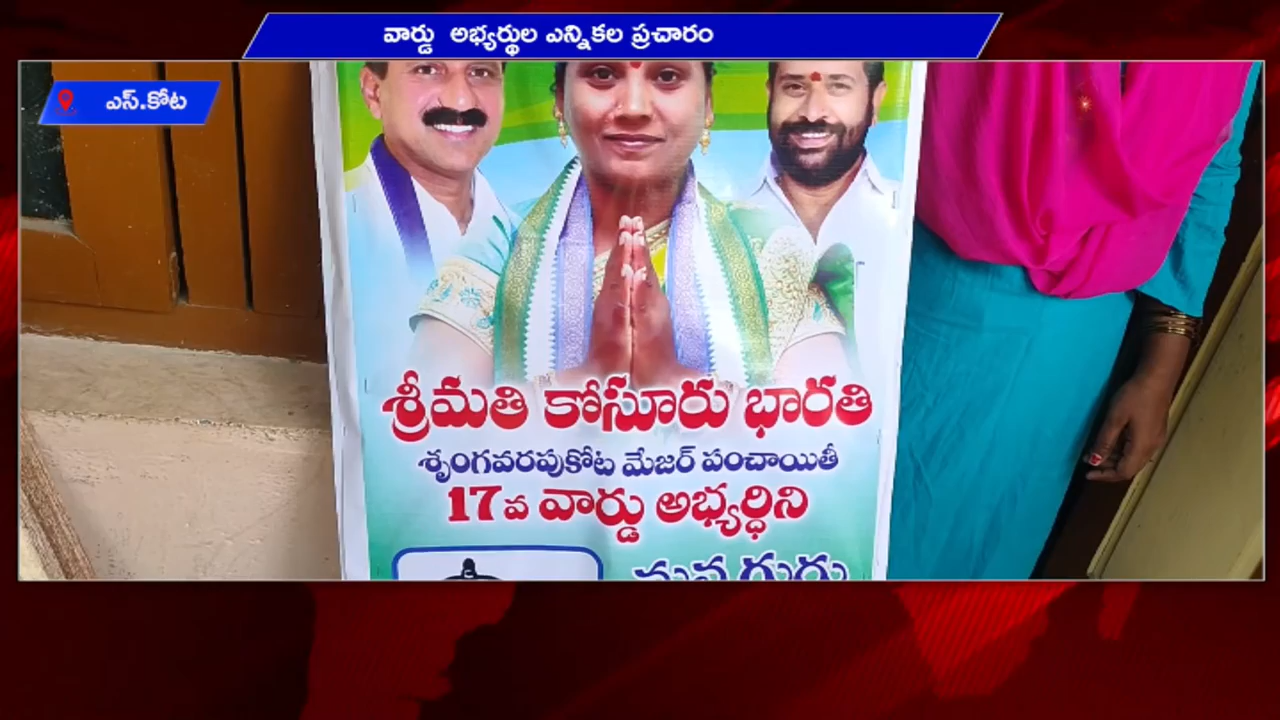 వార్డు అభ్యర్థుల ఎన్నికల ప్రచారం
ఎస్.కోట
శ్రీమతి కోసూరు భారతి
శృంగవరపుకోట మేజర్ పంచాయితీ
17వ వార్డు అభ్యర్ధిని